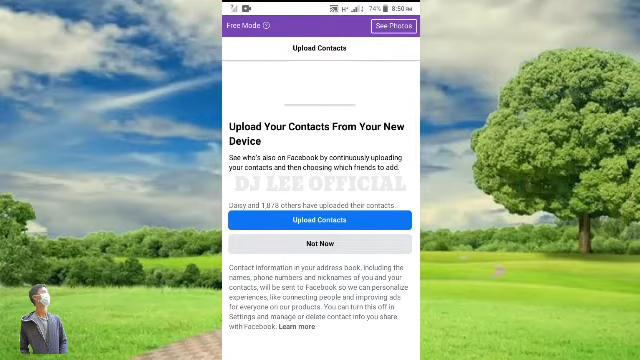 H+ 74% 8:50 PM
Free Mode ? See Photos
Upload Contacts
Upload Your Contacts From Your New
Device
See who's also on Facebook by continuously uploading
your contacts and then choosing which friends to add.
DJ LEE OFFICIAL
Daisy and 1,878 others have uploaded their contacts.
Upload Contacts
Not Now
Contact information in your address book, including the
names, phone numbers and nicknames of you and your
contacts, will be sent to Facebook so we can personalize
experiences, like connecting people and improving ads
for everyone on our products. You can turn this off in
Settings and manage or delete contact info you share
with Facebook. Learn more